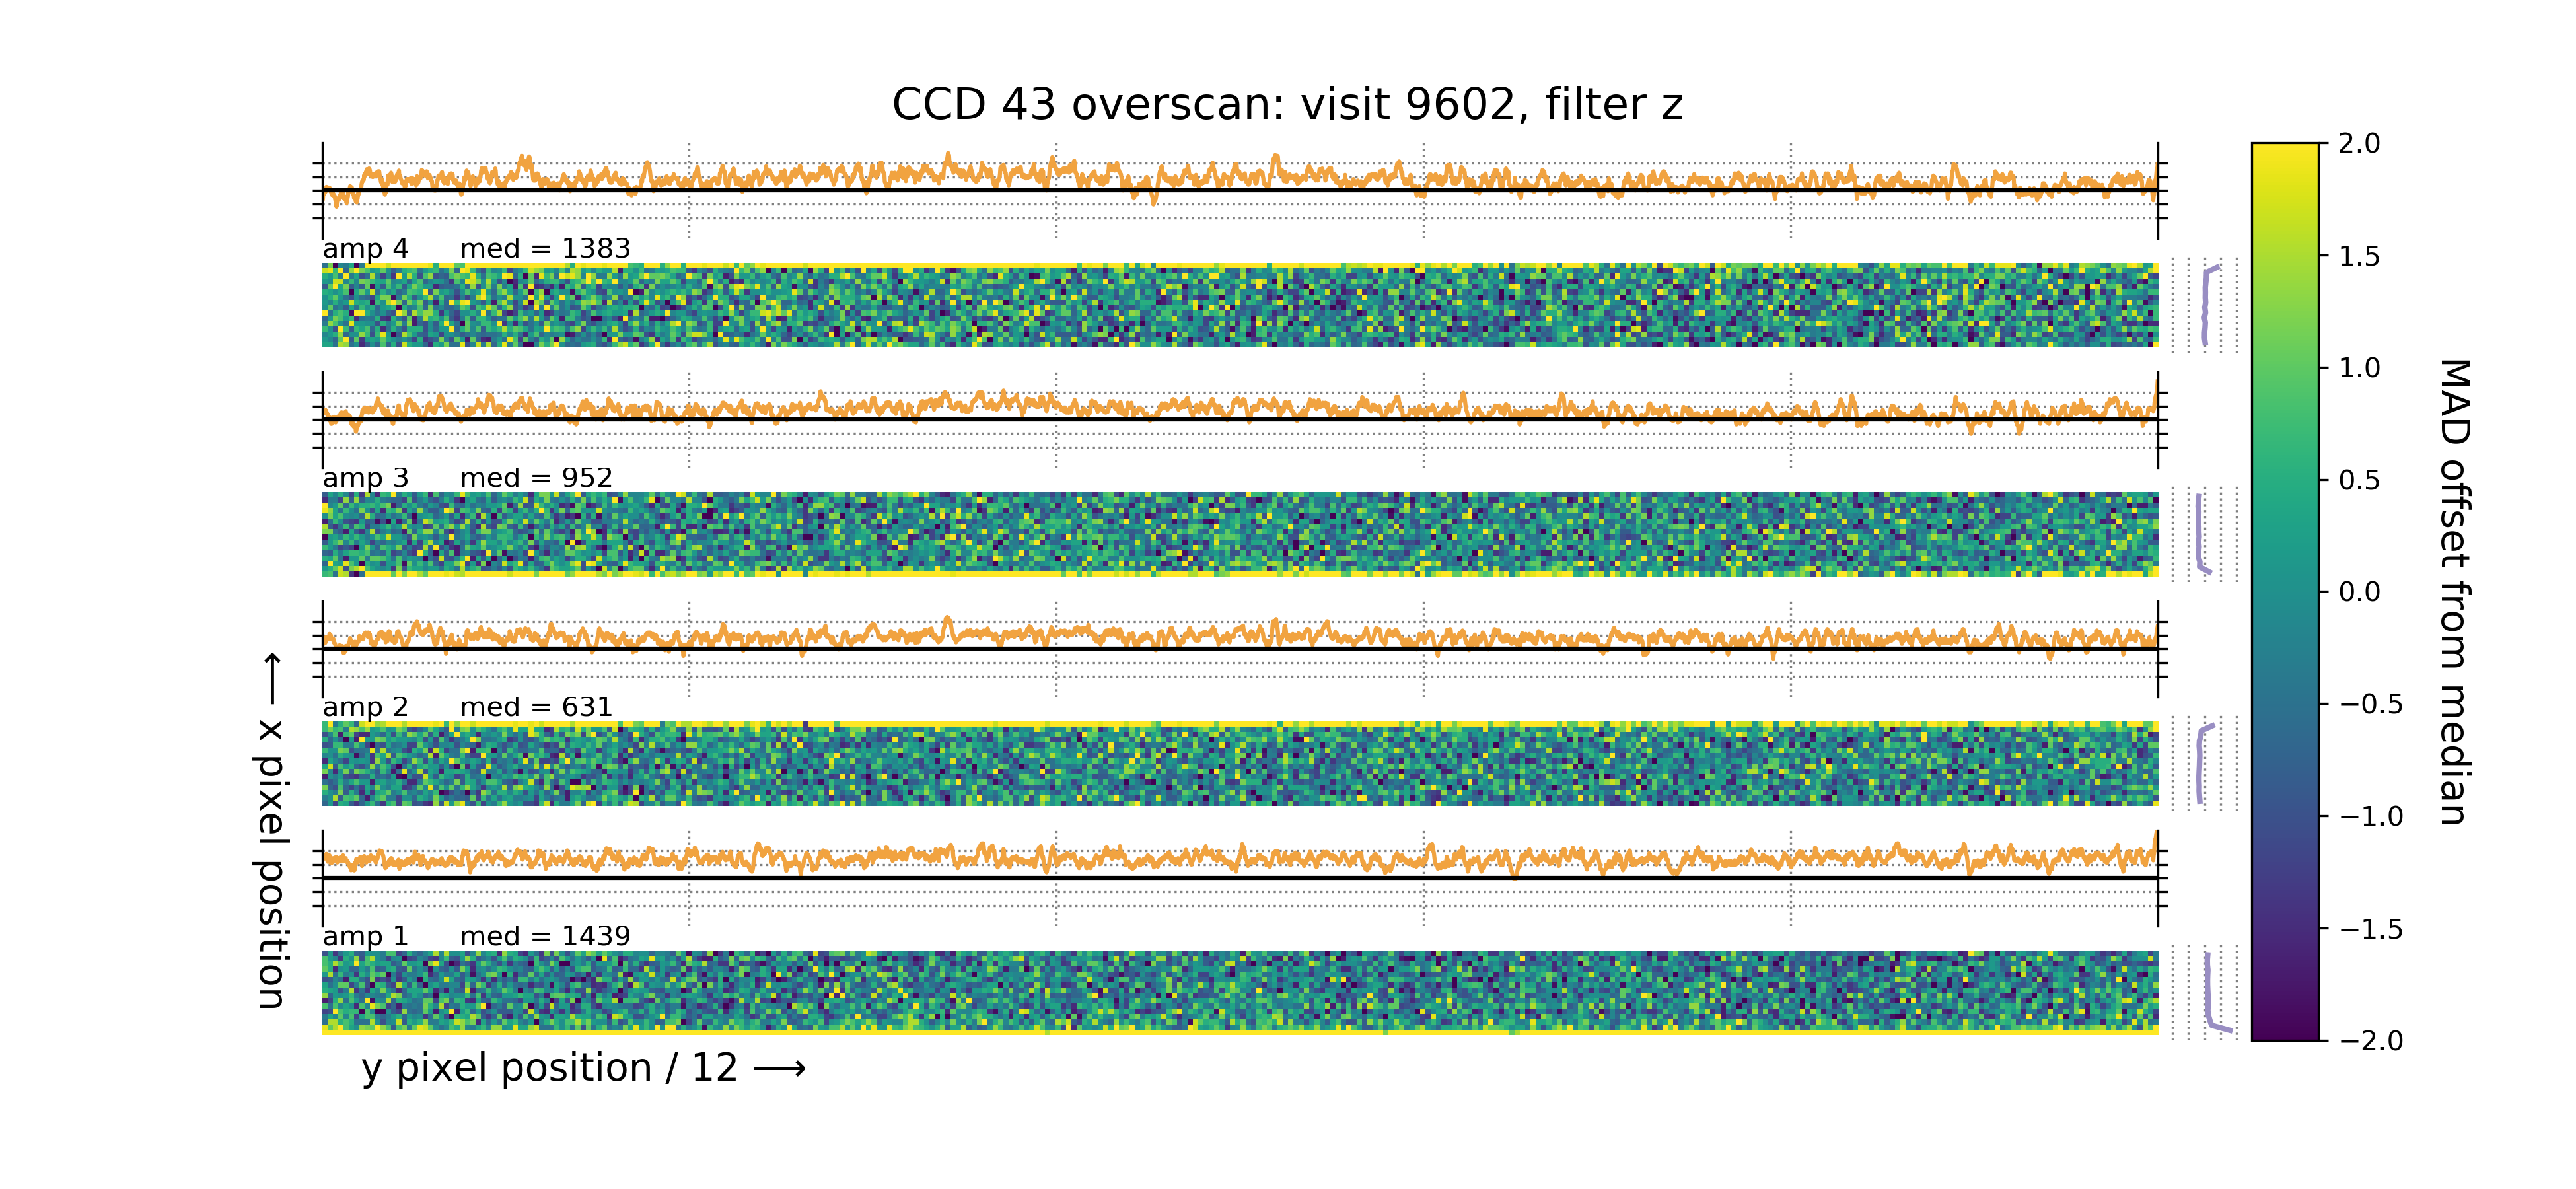 CCD 43 overscan: visit 9602, filter z
amp 4 med = 1383
amp 3 med = 952
amp 2 med = 631
amp 1 med = 1439
⟵ x pixel position
y pixel position / 12 ⟶
2.0
1.5
1.0
0.5
0.0
−0.5
−1.0
−1.5
−2.0
MAD offset from median